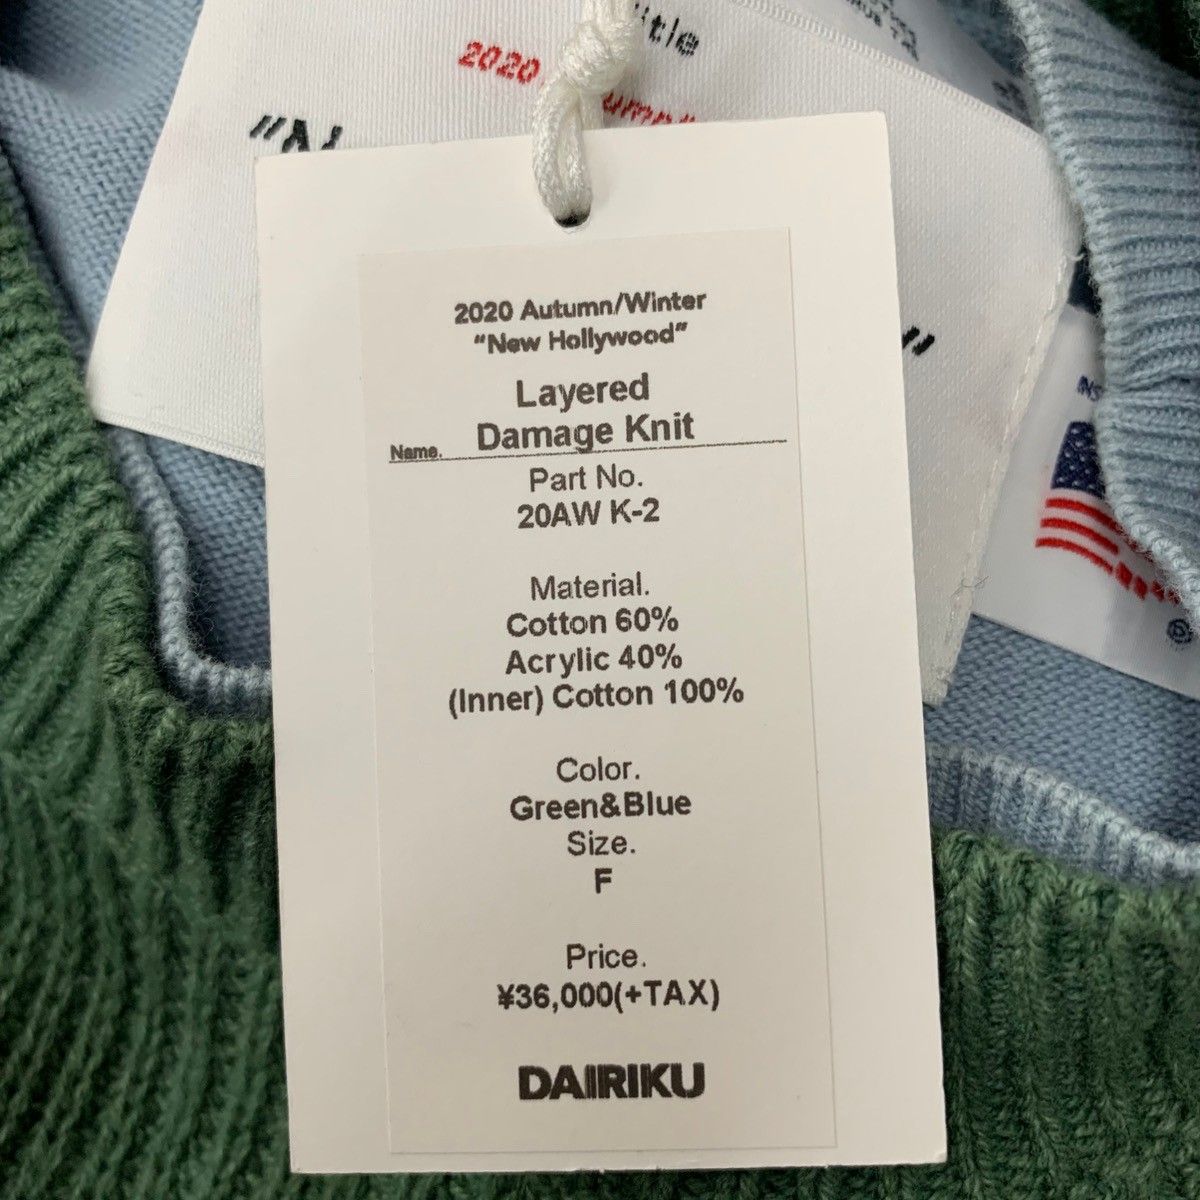 2020
2020 Autumn/Winter
"New Hollywood"
Layered
Name. Damage Knit
Part No.
20AW K-2
Material.
Cotton 60%
Acrylic 40%
(Inner) Cotton 100%
Color.
Green&Blue
Size.
F
Price.
¥36,000(+TAX)
DAIRIKU